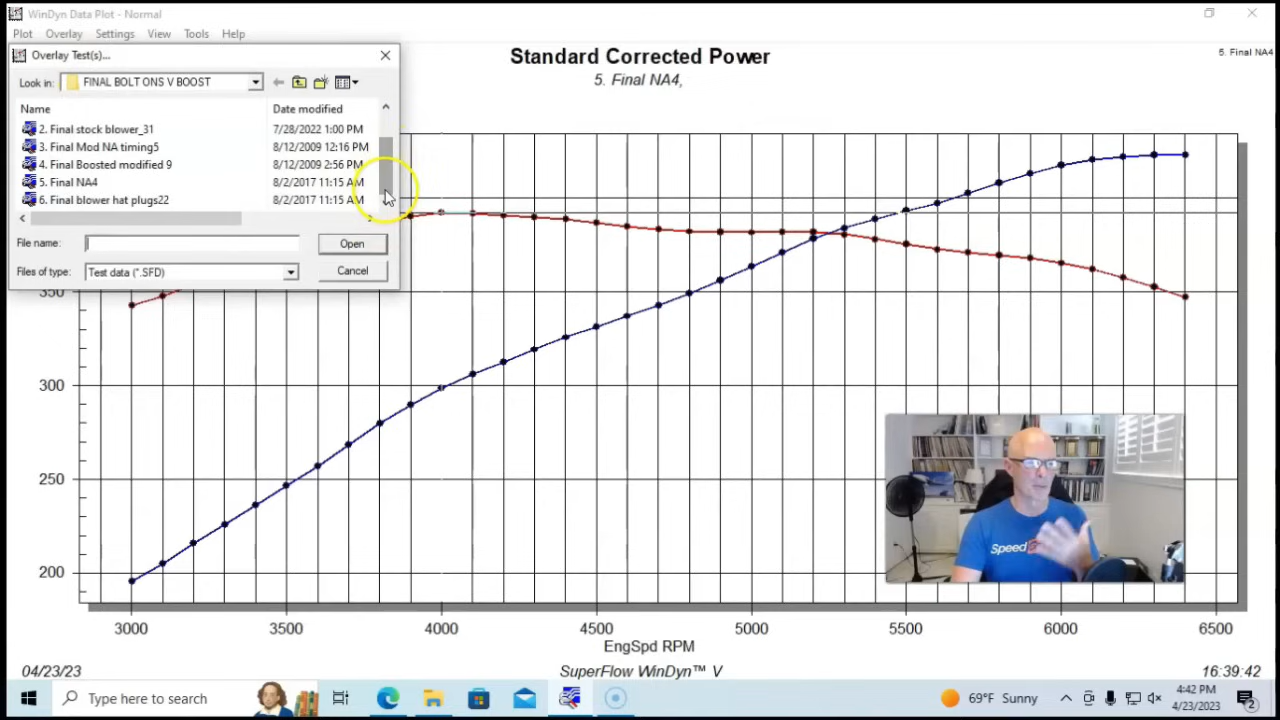 WinDyn Data Plot - Normal
Plot Overlay Settings View Tools Help
Overlay Test(s)...
Look in: FINAL BOLT ONS V BOOST
Name Date modified
2. Final stock blower_31 7/28/2022 1:00 PM
3. Final Mod NA timing5 8/12/2009 12:16 PM
4. Final Boosted modified 9 8/12/2009 2:56 PM
5. Final NA4 8/2/2017 11:15 AM
6. Final blower hat plugs22 8/2/2017 11:15 AM
File name: Open
Files of type: Test data (*.SFD) Cancel
Standard Corrected Power
5. Final NA4,
5. Final NA4
350
300
250
200
3000 3500 4000 4500 5000 5500 6000 6500
EngSpd RPM
04/23/23 SuperFlow WinDyn™ V 16:39:42
Speed
Type here to search
69°F Sunny
4:42 PM
4/23/2023
2